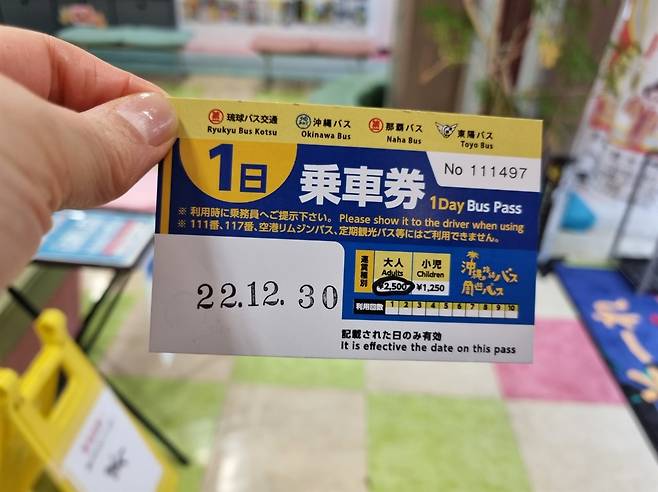 琉球バス交通 沖縄バス 那覇バス 東陽バス
Ryukyu Bus Kotsu Okinawa Bus Naha Bus Toyo Bus
No 111497
1日 乗車券 1Day Bus Pass
※ 利用時に乗務員へご提示下さい。 Please show it to the driver when using
※ 111番、117番、空港リムジンバス、定期観光バス等にはご利用できません。
22.12.30
運賃種別
大人 小児
Adults Children
¥2,500 ¥1,250
利用回数 1 2 3 4 5 6 7 8 9 10
記載された日のみ有効
It is effective the date on this pass